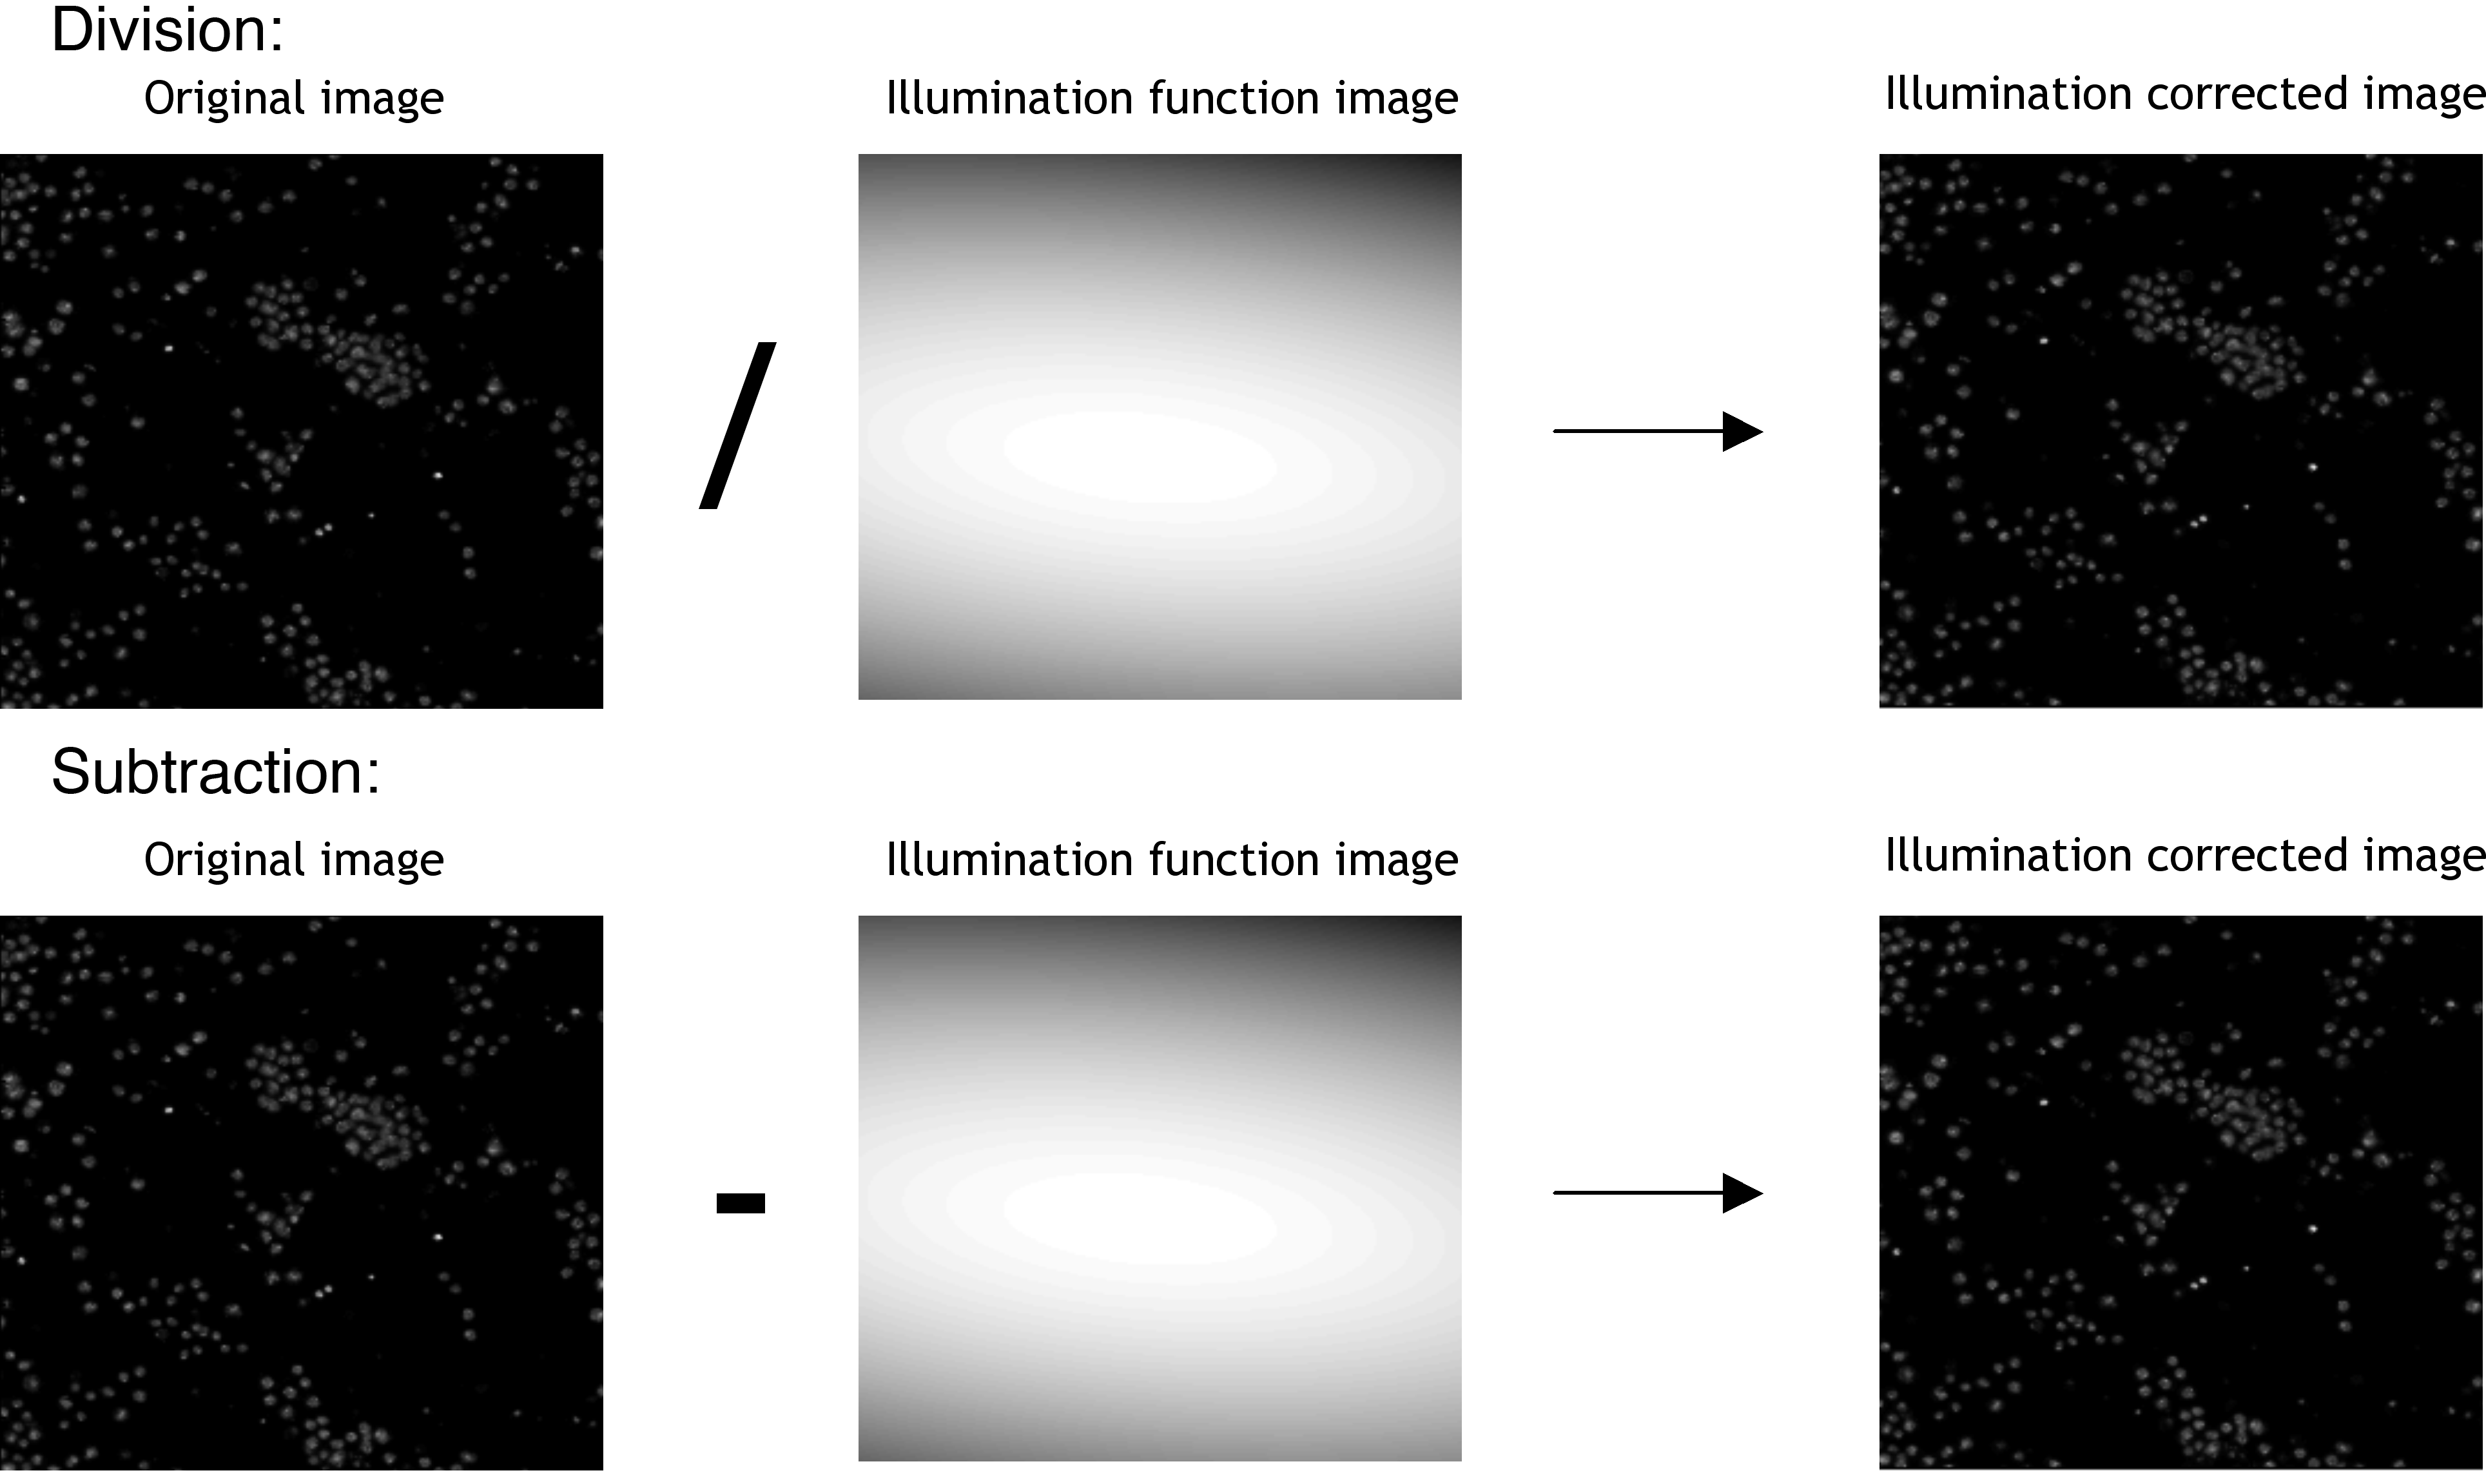 Division:
Original image
Illumination function image
Illumination corrected image
/
Subtraction:
Original image
Illumination function image
Illumination corrected image
-